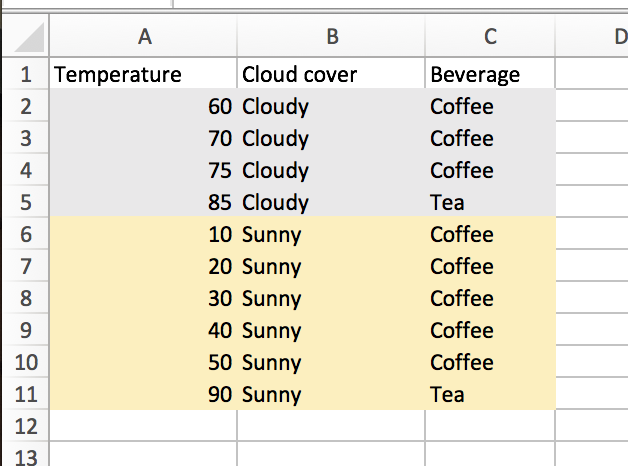 A B C D
1 Temperature Cloud cover Beverage
2 60 Cloudy Coffee
3 70 Cloudy Coffee
4 75 Cloudy Coffee
5 85 Cloudy Tea
6 10 Sunny Coffee
7 20 Sunny Coffee
8 30 Sunny Coffee
9 40 Sunny Coffee
10 50 Sunny Coffee
11 90 Sunny Tea
12
13